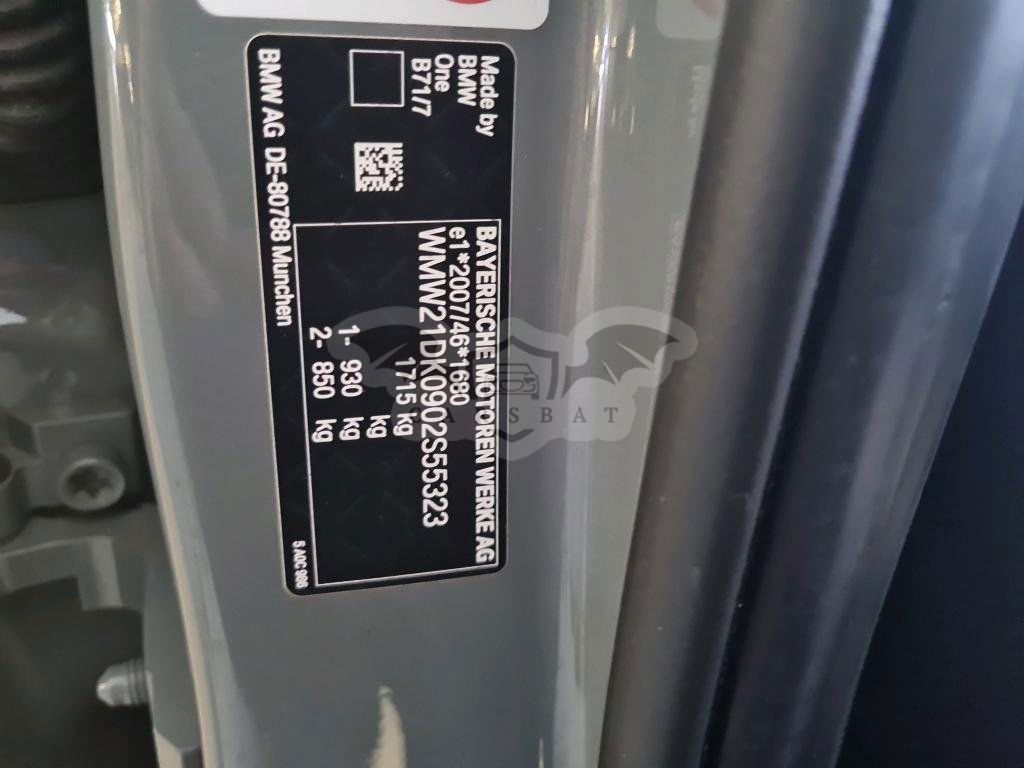 Made by
BMW
One
B71/7
BAYERISCHE MOTOREN WERKE AG
e1*2007/46*1680
WMW21DK0902S55323
1715 kg
1- 930 kg
2- 850 kg
BMW AG DE-80788 Munchen
CARSBAT